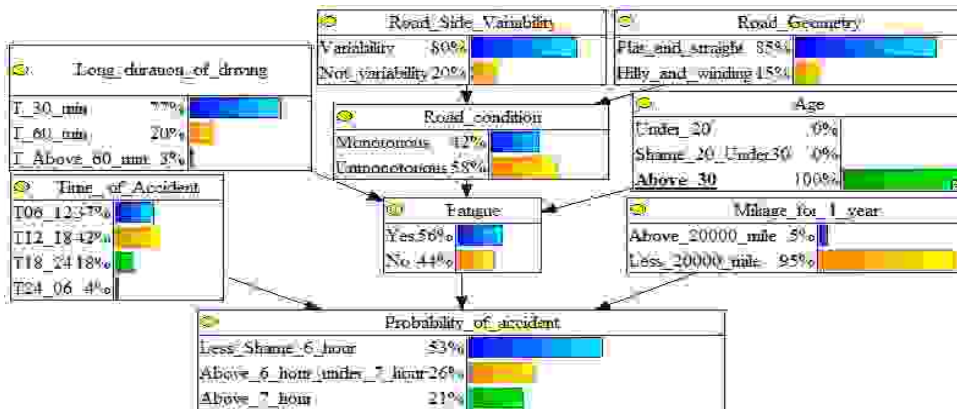 Road_Side_Variability
Variability 80%
Not_variability 20%
Road_Geometry
Flat_and_straight 85%
Hilly_and_winding 15%
Long_duration_of_driving
T_30_min 77%
T_60_min 20%
T_Above_60_mnt 3%
Road_condition
Monotonous 42%
Unmonotonous 58%
Age
Under_20 0%
Shame_20_Under30 0%
Above_30 100%
Time_of_Accident
T06_12 37%
T12_18 42%
T18_24 18%
T24_06 4%
Fatigue
Yes 56%
No 44%
Milage_for_1_year
Above_20000_mile 5%
Less_20000_mile 95%
Probability_of_accident
Less_Shame_6_hour 53%
Above_6_hour_under_7_hour 26%
Above_7_hour 21%